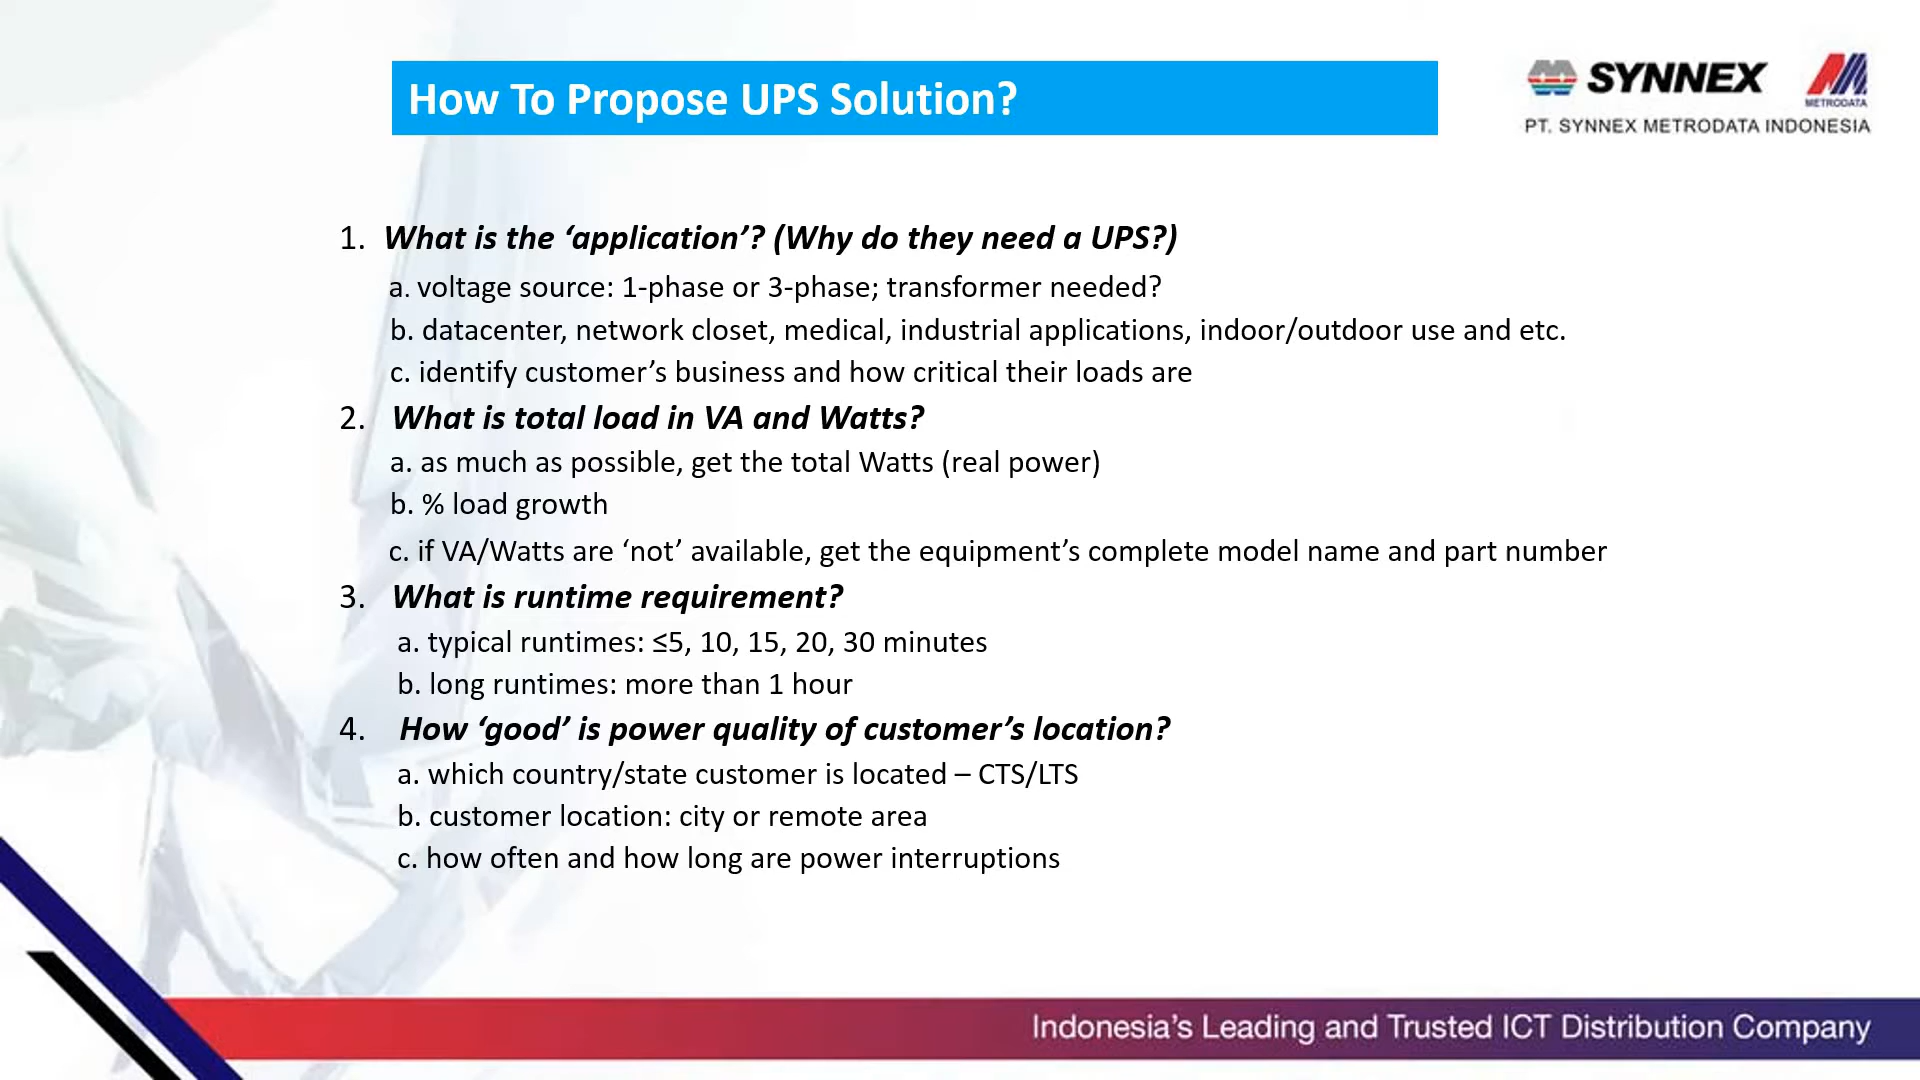 How To Propose UPS Solution?
SYNNEX
METRODATA
PT. SYNNEX METRODATA INDONESIA
1. What is the ‘application’? (Why do they need a UPS?)
a. voltage source: 1-phase or 3-phase; transformer needed?
b. datacenter, network closet, medical, industrial applications, indoor/outdoor use and etc.
c. identify customer’s business and how critical their loads are
2. What is total load in VA and Watts?
a. as much as possible, get the total Watts (real power)
b. % load growth
c. if VA/Watts are ‘not’ available, get the equipment’s complete model name and part number
3. What is runtime requirement?
a. typical runtimes: ≤5, 10, 15, 20, 30 minutes
b. long runtimes: more than 1 hour
4. How ‘good’ is power quality of customer’s location?
a. which country/state customer is located – CTS/LTS
b. customer location: city or remote area
c. how often and how long are power interruptions
Indonesia’s Leading and Trusted ICT Distribution Company